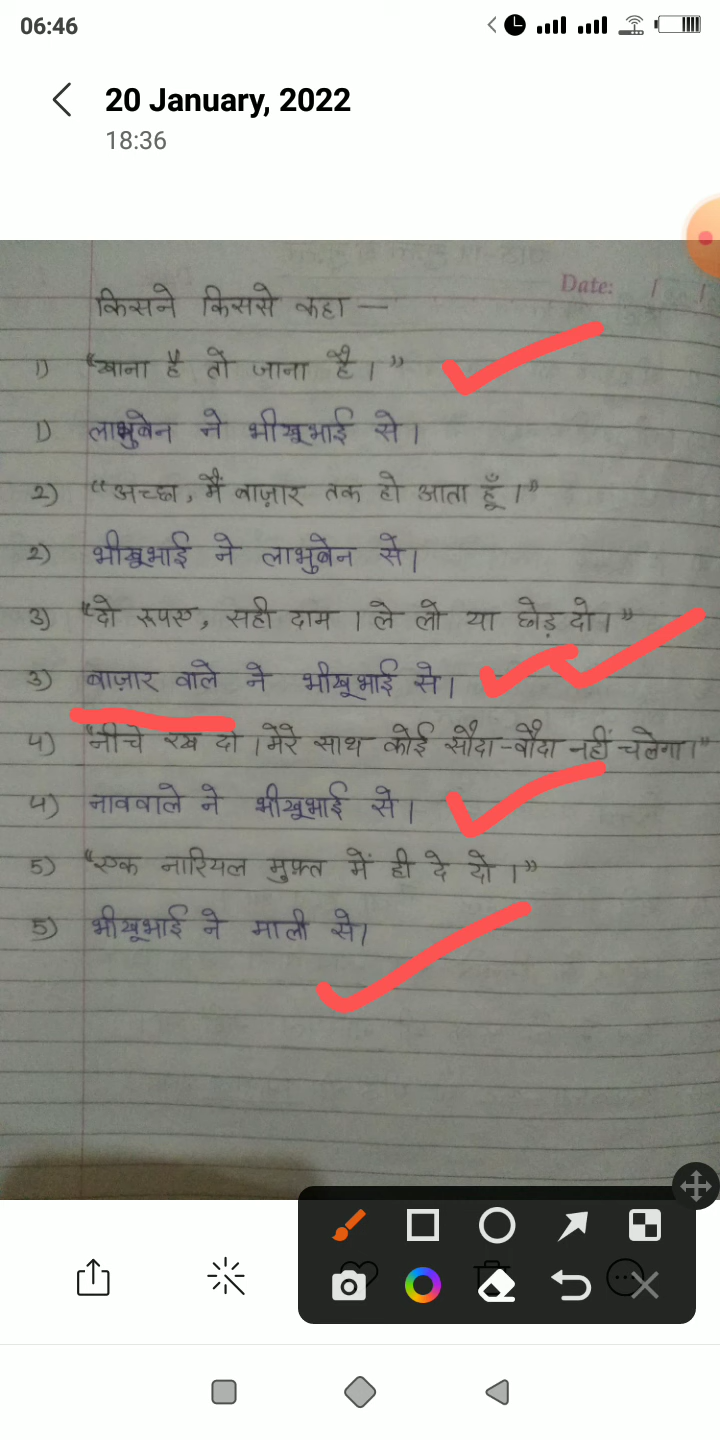 06:46
20 January, 2022
18:36
Date: / /
किसने किससे कहा —
1) “खाना है तो जाना है।”
1) लाभुबेन ने भीखूभाई से।
2) “अच्छा, मैं बाज़ार तक हो आता हूँ।”
2) भीखूभाई ने लाभुबेन से।
3) “दो रूपए, सही दाम। ले लो या छोड़ दो।”
3) बाज़ार वाले ने भीखूभाई से।
4) “नीचे रख दो। मेरे साथ कोई सौदा-वौदा नहीं चलेगा।”
4) नाववाले ने भीखूभाई से।
5) “एक नारियल मुफ़्त में ही दे दो।”
5) भीखूभाई ने माली से।